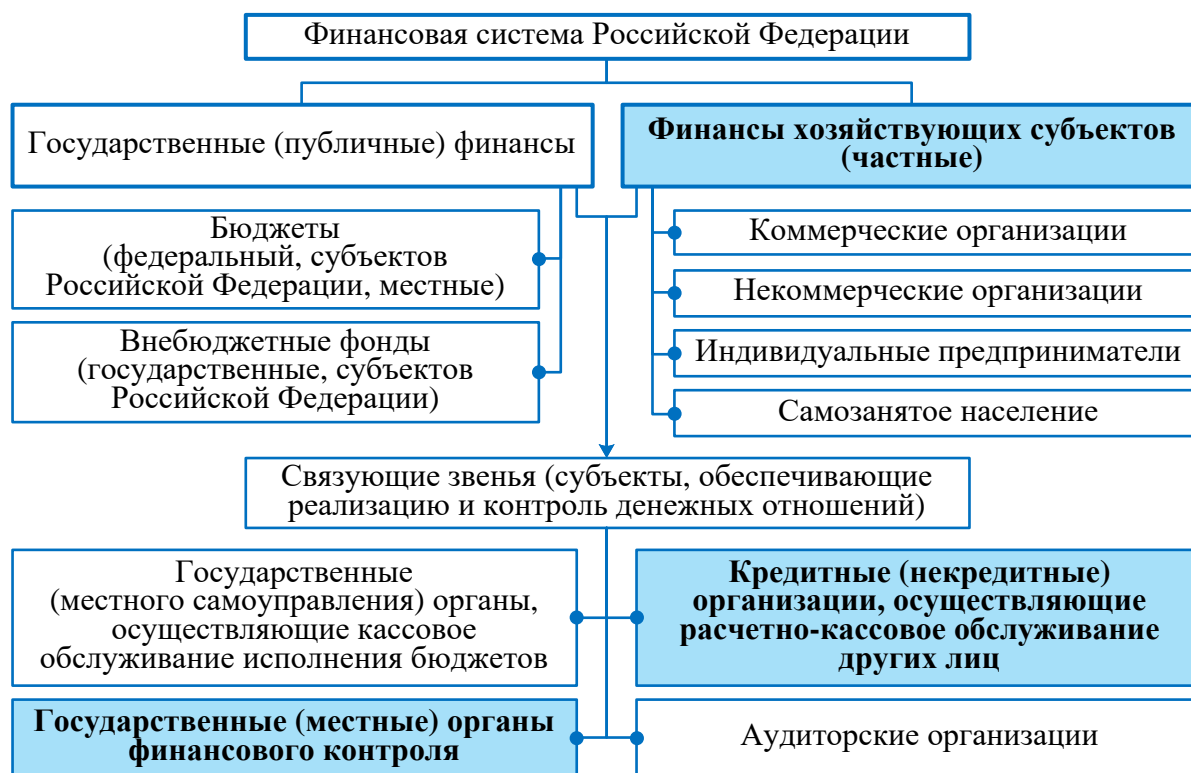 Финансовая система Российской Федерации
Государственные (публичные) финансы
Финансы хозяйствующих субъектов
(частные)
Бюджеты
(федеральный, субъектов
Российской Федерации, местные)
Внебюджетные фонды
(государственные, субъектов
Российской Федерации)
Коммерческие организации
Некоммерческие организации
Индивидуальные предприниматели
Самозанятое население
Связующие звенья (субъекты, обеспечивающие
реализацию и контроль денежных отношений)
Государственные
(местного самоуправления) органы,
осуществляющие кассовое
обслуживание исполнения бюджетов
Кредитные (некредитные)
организации, осуществляющие
расчетно-кассовое обслуживание
других лиц
Государственные (местные) органы
финансового контроля
Аудиторские организации